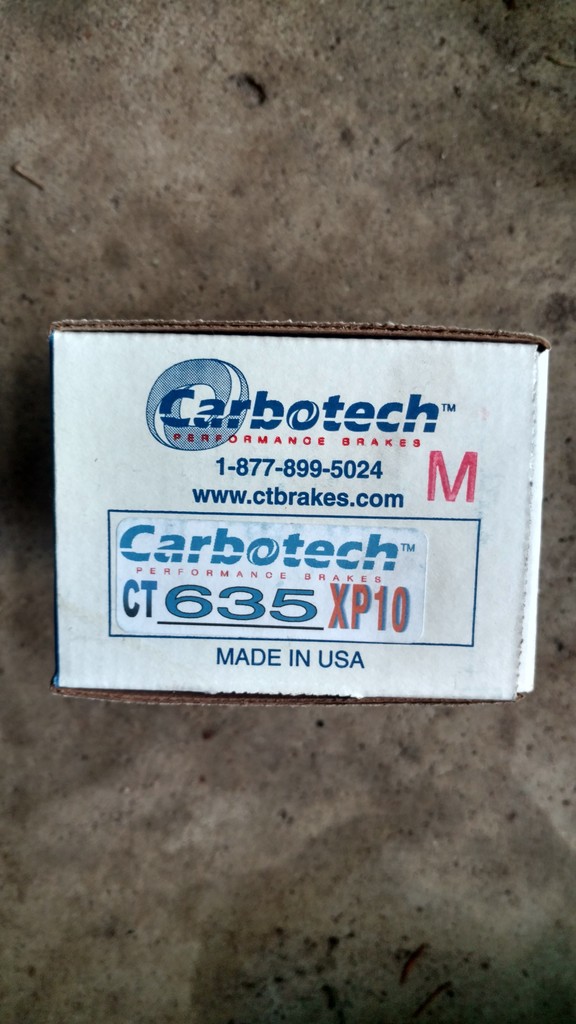 Carbotech™
PERFORMANCE BRAKES
1-877-899-5024
www.ctbrakes.com
M
Carbotech™
PERFORMANCE BRAKES
CT 635 XP10
MADE IN USA